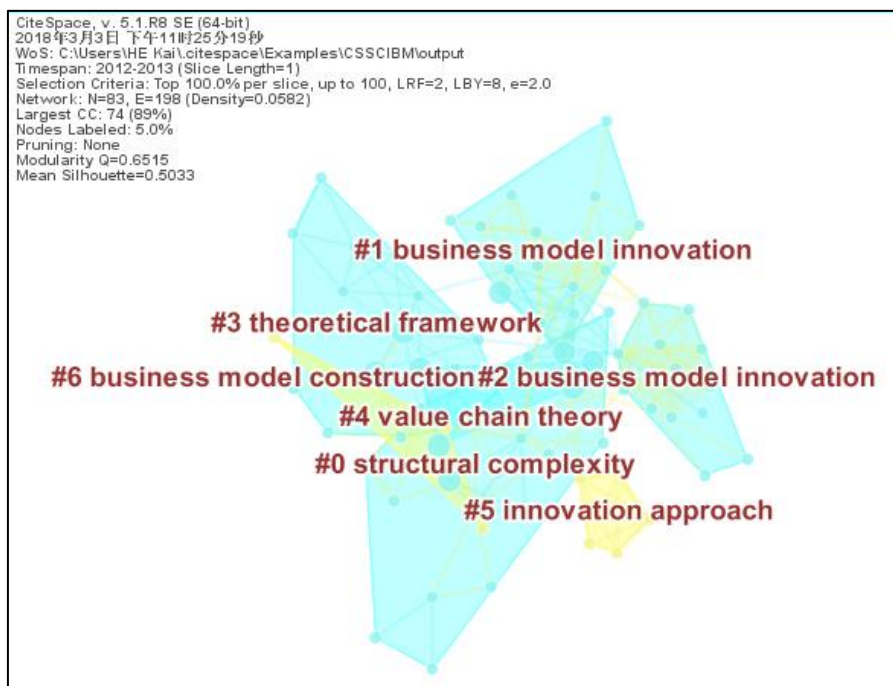 CiteSpace, v. 5.1.R8 SE (64-bit)
2018年3月3日 下午11时25分19秒
WoS: C:\Users\HE Kai\.citespace\Examples\CSSCIBM\output
Timespan: 2012-2013 (Slice Length=1)
Selection Criteria: Top 100.0% per slice, up to 100, LRF=2, LBY=8, e=2.0
Network: N=83, E=198 (Density=0.0582)
Largest CC: 74 (89%)
Nodes Labeled: 5.0%
Pruning: None
Modularity Q=0.6515
Mean Silhouette=0.5033
#1 business model innovation
#3 theoretical framework
#6 business model construction #2 business model innovation
#4 value chain theory
#0 structural complexity
#5 innovation approach